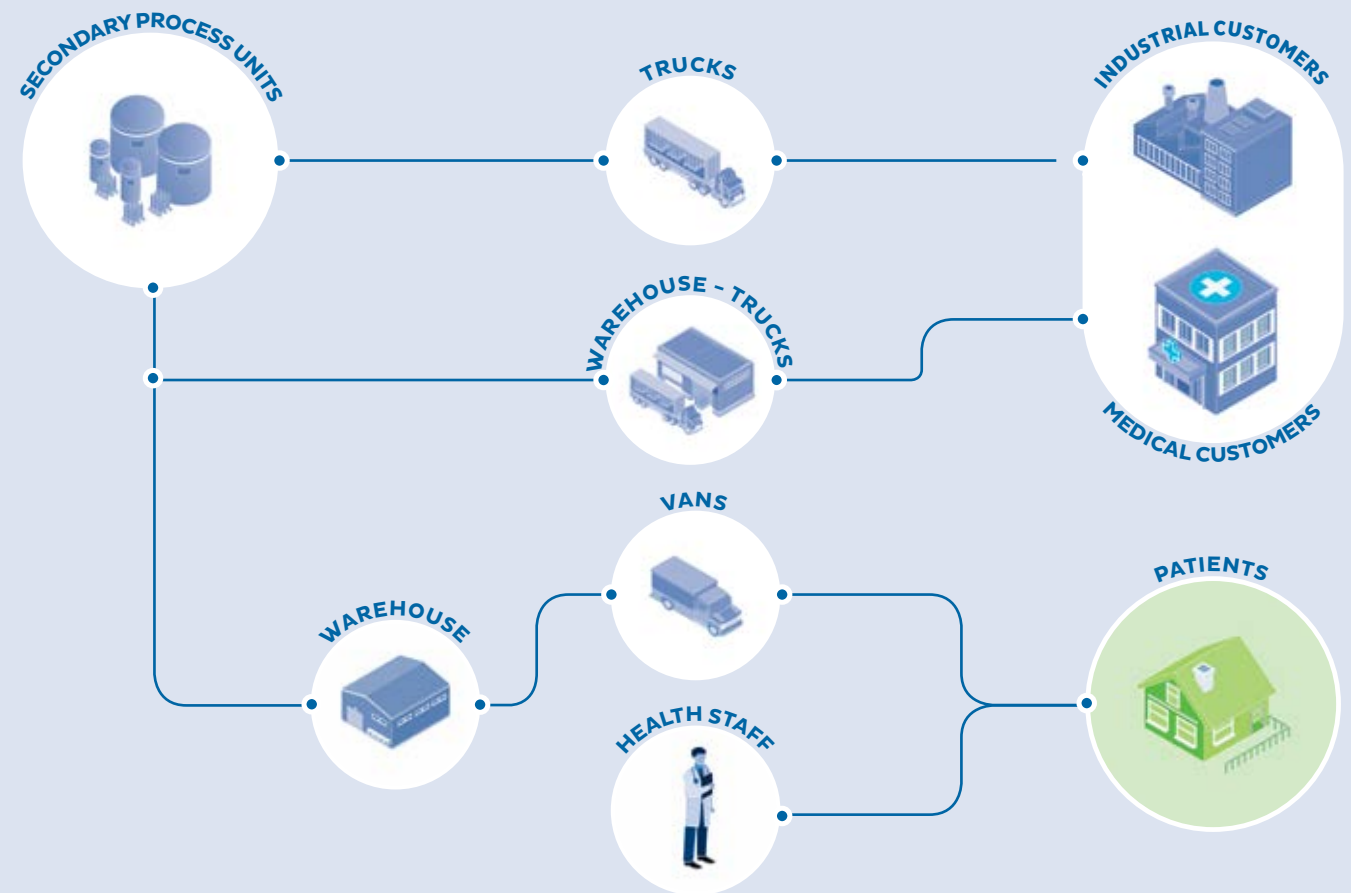 SECONDARY PROCESS UNITS
TRUCKS
INDUSTRIAL CUSTOMERS
WAREHOUSE – TRUCKS
MEDICAL CUSTOMERS
VANS
PATIENTS
WAREHOUSE
HEALTH STAFF